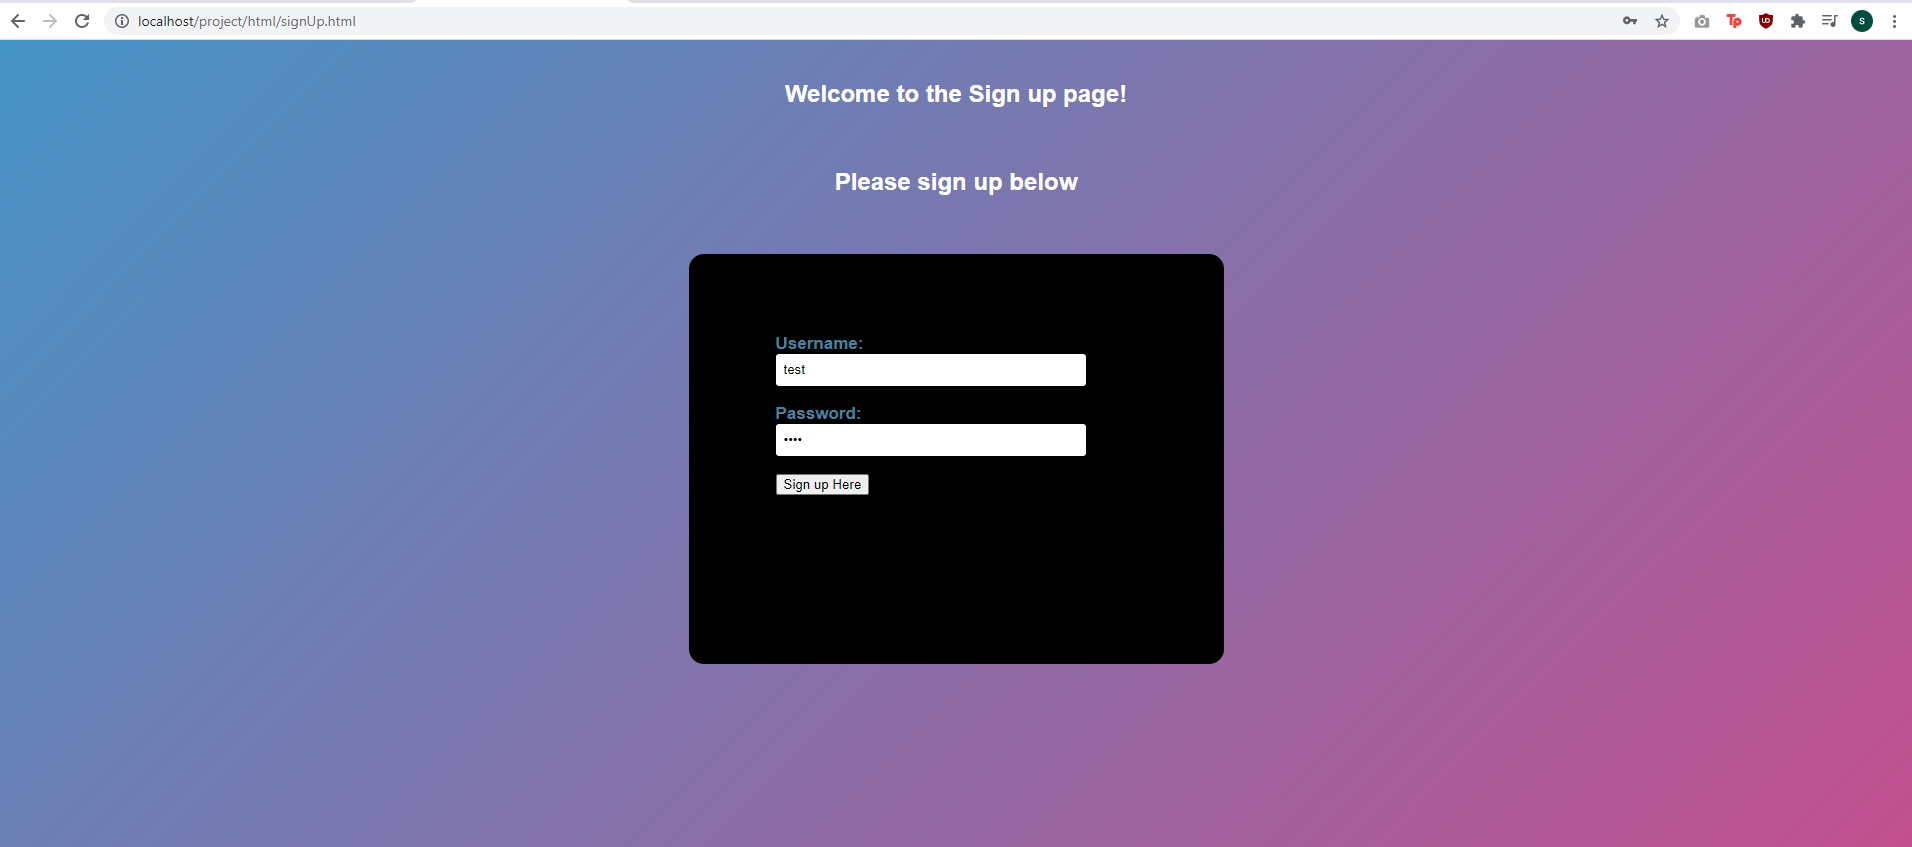 localhost/project/html/signUp.html
Tp
UD
S
Welcome to the Sign up page!
Please sign up below
Username:
test
Password:
••••
Sign up Here